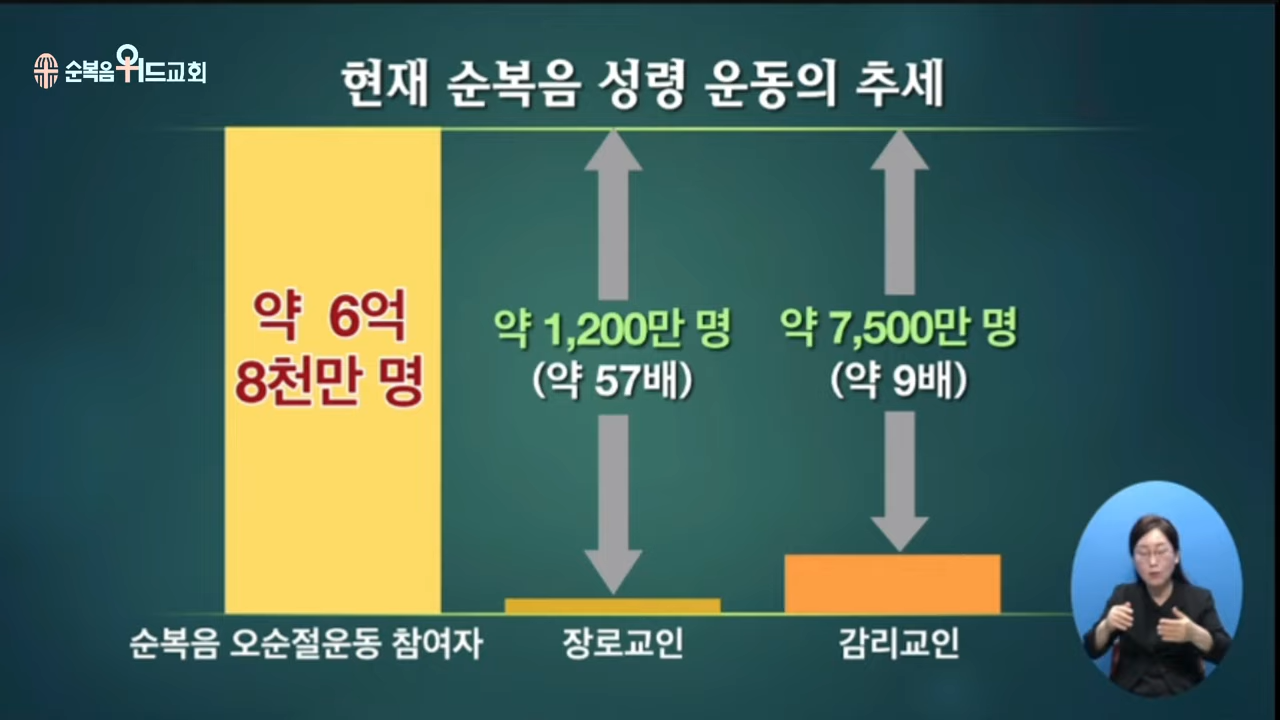 순복음위드교회
현재 순복음 성령 운동의 추세
약 6억
8천만 명
약 1,200만 명
(약 57배)
약 7,500만 명
(약 9배)
순복음 오순절운동 참여자
장로교인
감리교인